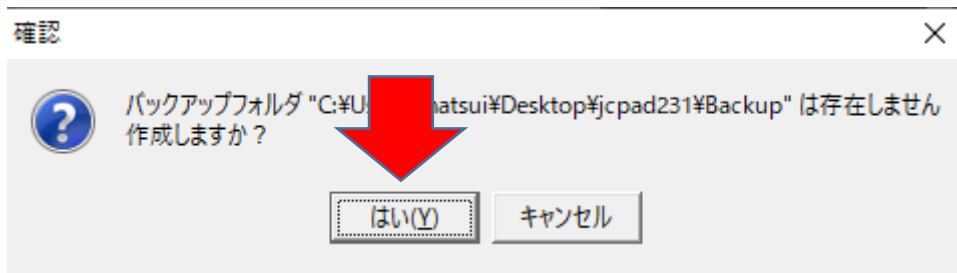 確認
バックアップフォルダ "C:¥U atsui¥Desktop¥jcpad231¥Backup" は存在しません
作成しますか？
はい(Y)
キャンセル